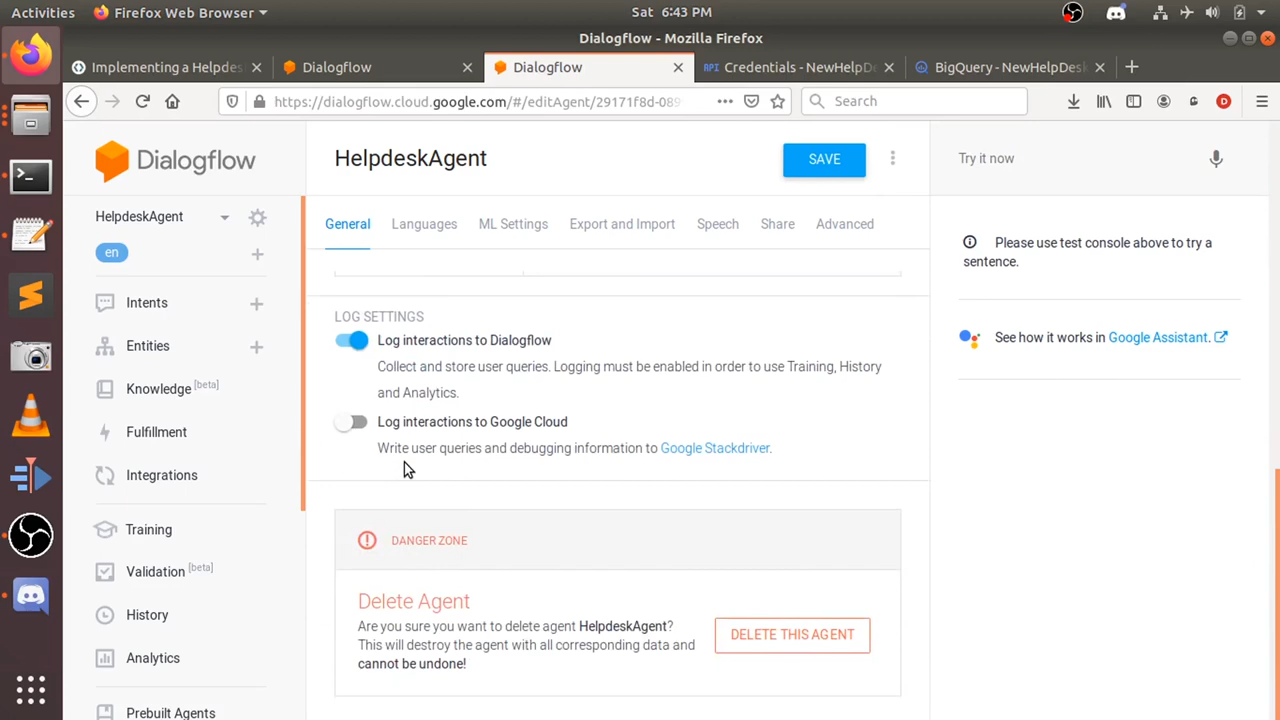 Activities
Firefox Web Browser
Sat 6:43 PM
Dialogflow - Mozilla Firefox
Implementing a Helpdes
Dialogflow
Dialogflow
API Credentials - NewHelpDe
BigQuery - NewHelpDesk
https://dialogflow.cloud.google.com/#/editAgent/29171f8d-089
Search
Dialogflow
HelpdeskAgent
SAVE
Try it now
HelpdeskAgent
en
General Languages ML Settings Export and Import Speech Share Advanced
Please use test console above to try a
sentence.
See how it works in Google Assistant.
Intents
Entities
Knowledge [beta]
Fulfillment
Integrations
Training
Validation [beta]
History
Analytics
Prebuilt Agents
LOG SETTINGS
Log interactions to Dialogflow
Collect and store user queries. Logging must be enabled in order to use Training, History
and Analytics.
Log interactions to Google Cloud
Write user queries and debugging information to Google Stackdriver.
DANGER ZONE
Delete Agent
Are you sure you want to delete agent HelpdeskAgent?
This will destroy the agent with all corresponding data and
cannot be undone!
DELETE THIS AGENT